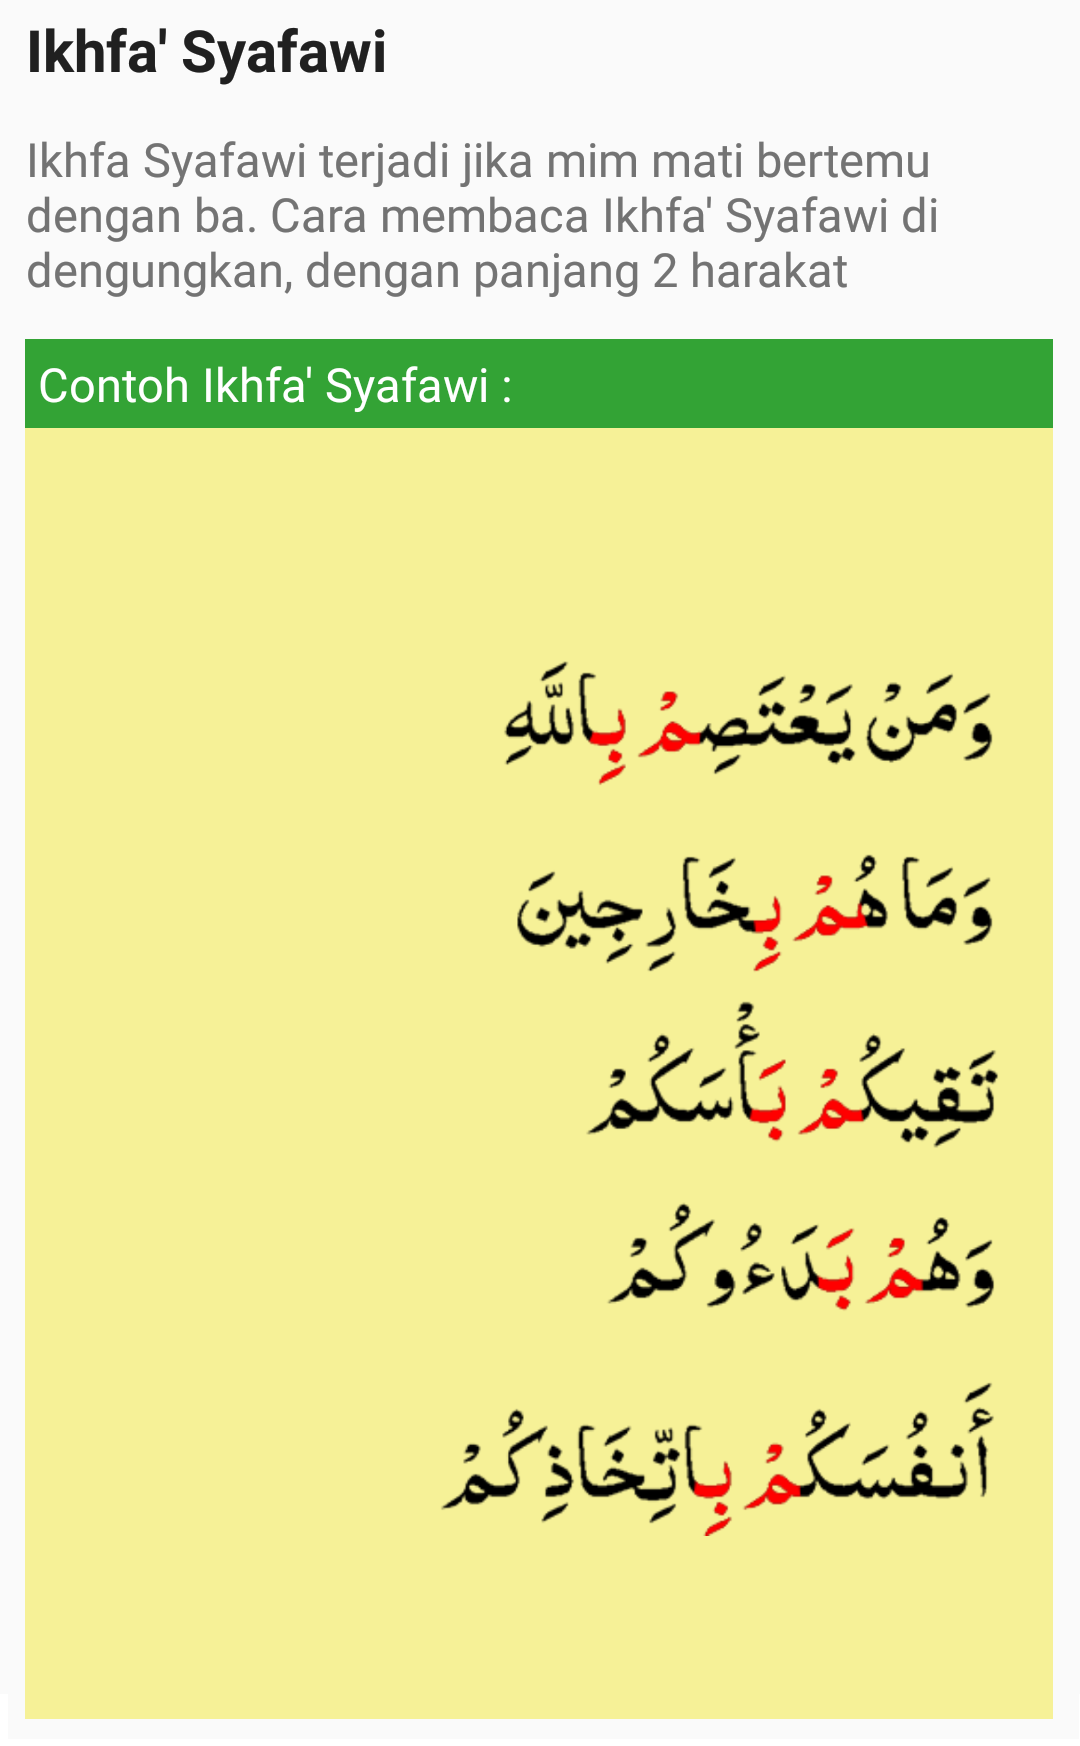 Ikhfa' Syafawi
Ikhfa Syafawi terjadi jika mim mati bertemu
dengan ba. Cara membaca Ikhfa' Syafawi di
dengungkan, dengan panjang 2 harakat
Contoh Ikhfa' Syafawi :
وَمَنْ يَعْتَصِمْ بِاللَّهِ
وَمَا هُمْ بِخَارِجِينَ
تَقِيكُمْ بَأْسَكُمْ
وَهُمْ بَدَءُوكُمْ
أَنفُسَكُمْ بِاتِّخَاذِكُمْ